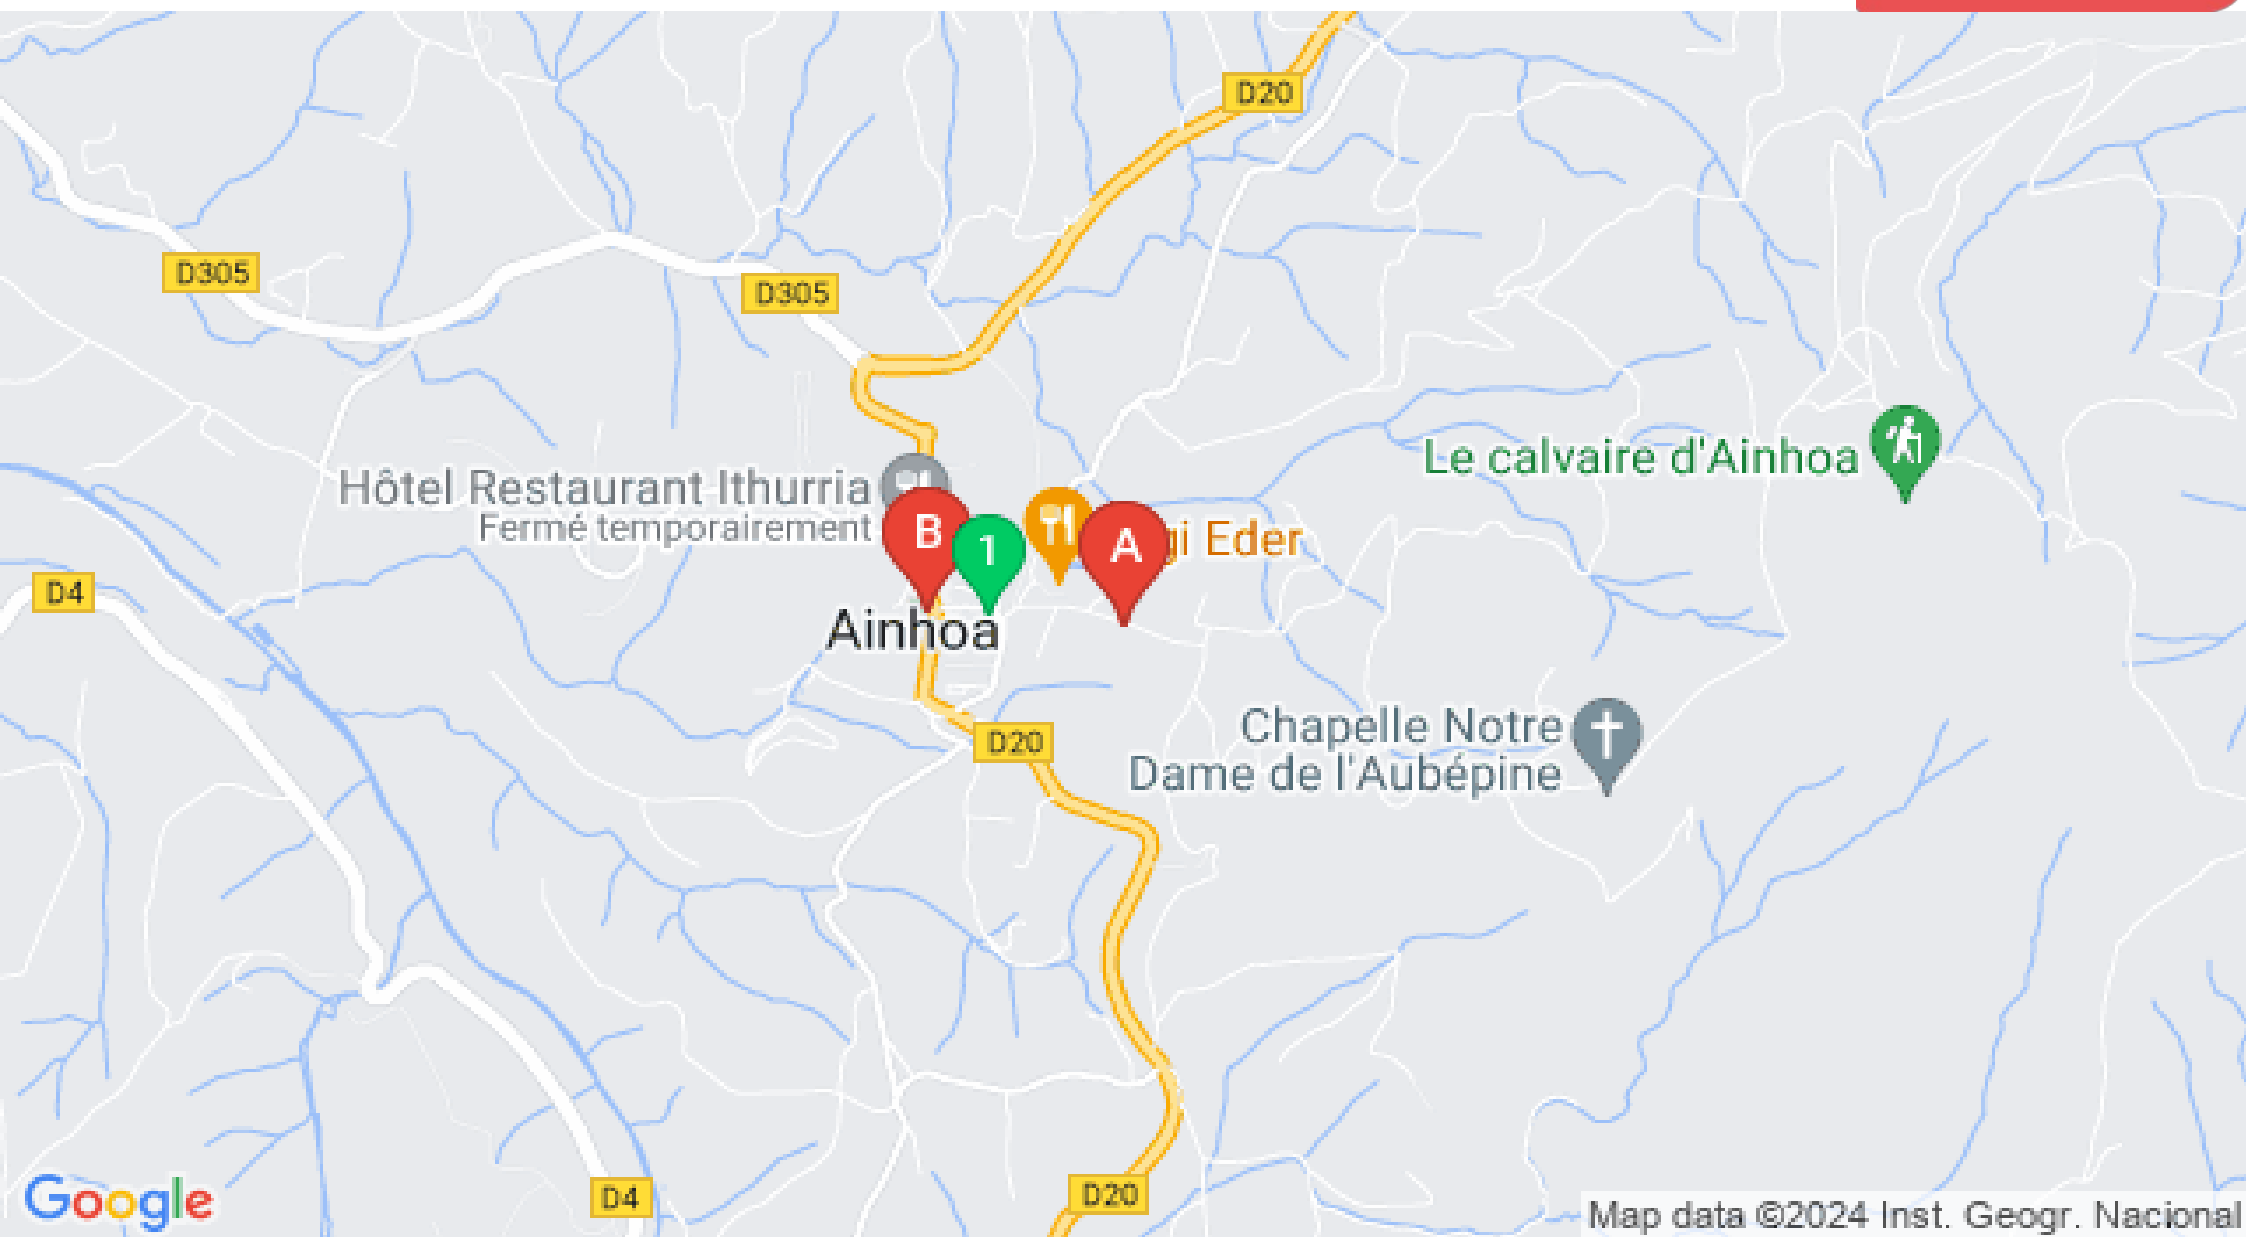 D20
D305
D305
Hôtel Restaurant Ithurria
Fermé temporairement
Le calvaire d'Ainhoa
B
1
A
gi Eder
D4
Ainhoa
Chapelle Notre
Dame de l'Aubépine
D20
D4
D20
Google
Map data ©2024 Inst. Geogr. Nacional